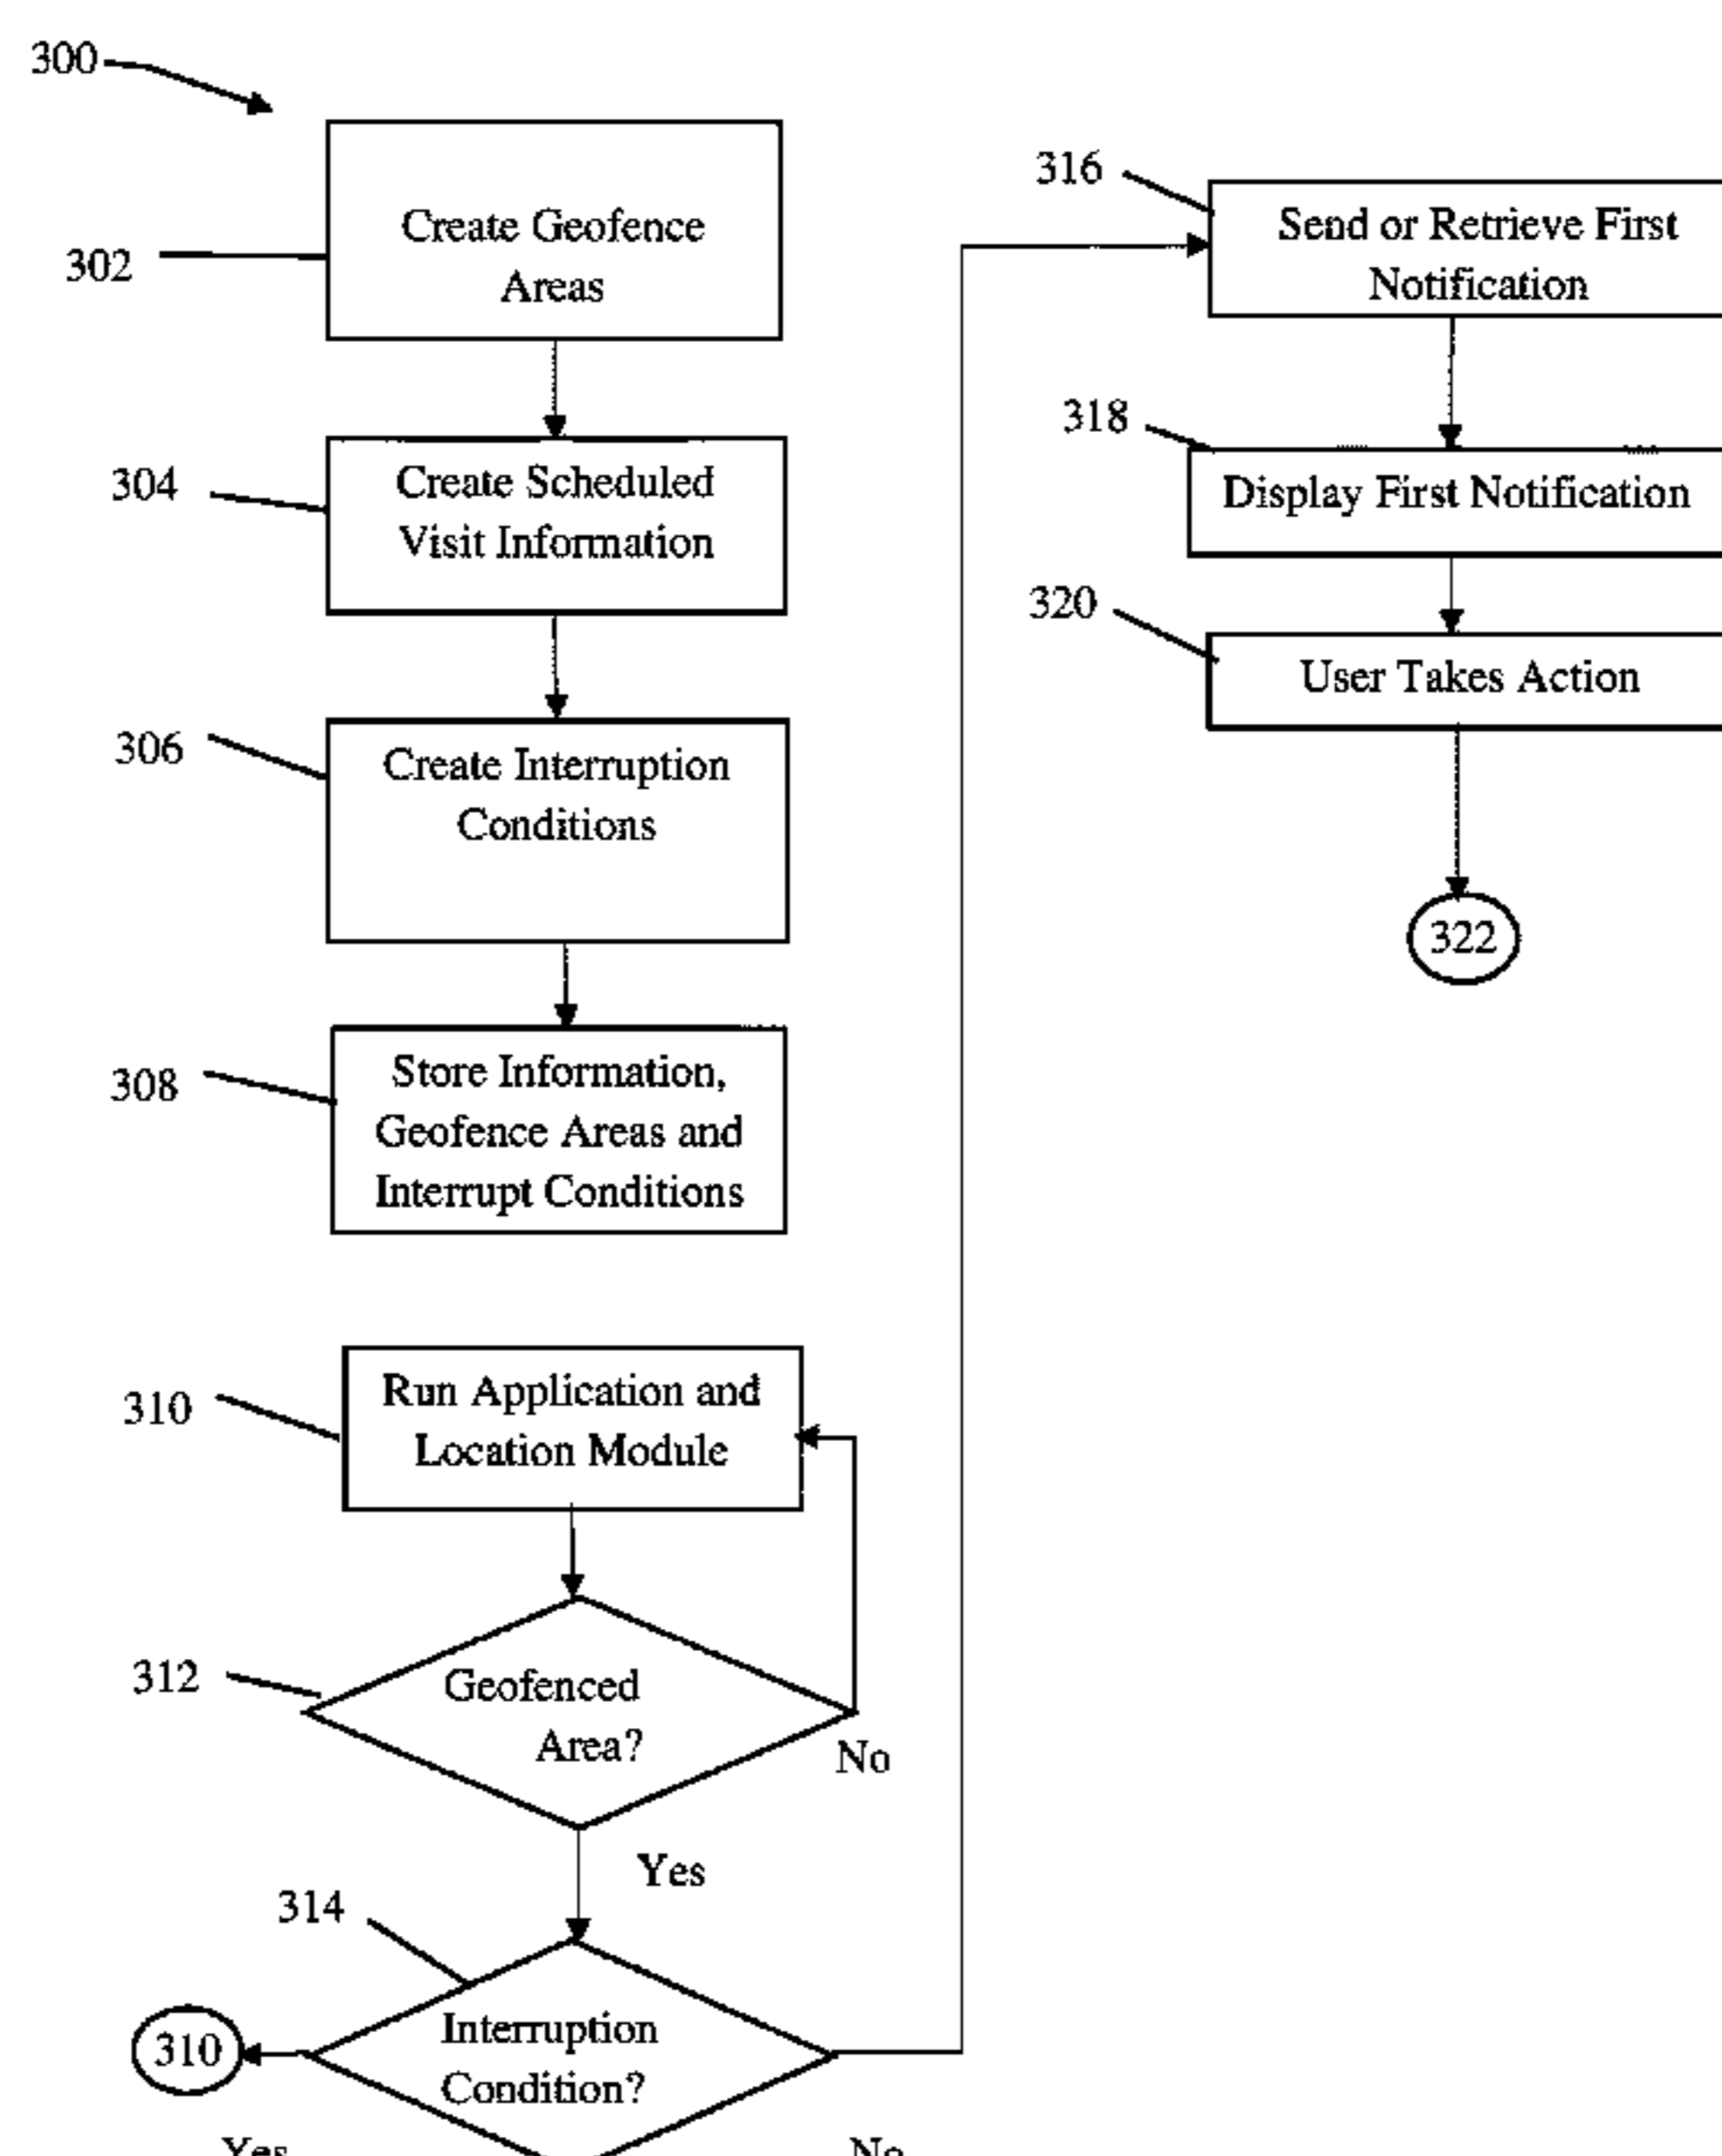 300
302
Create Geofence
Areas
304
Create Scheduled
Visit Information
306
Create Interruption
Conditions
308
Store Information,
Geofence Areas and
Interrupt Conditions
310
Run Application and
Location Module
312
Geofenced
Area?
No
Yes
314
Interruption
Condition?
310
Yes
No
316
Send or Retrieve First
Notification
318
Display First Notification
320
User Takes Action
322